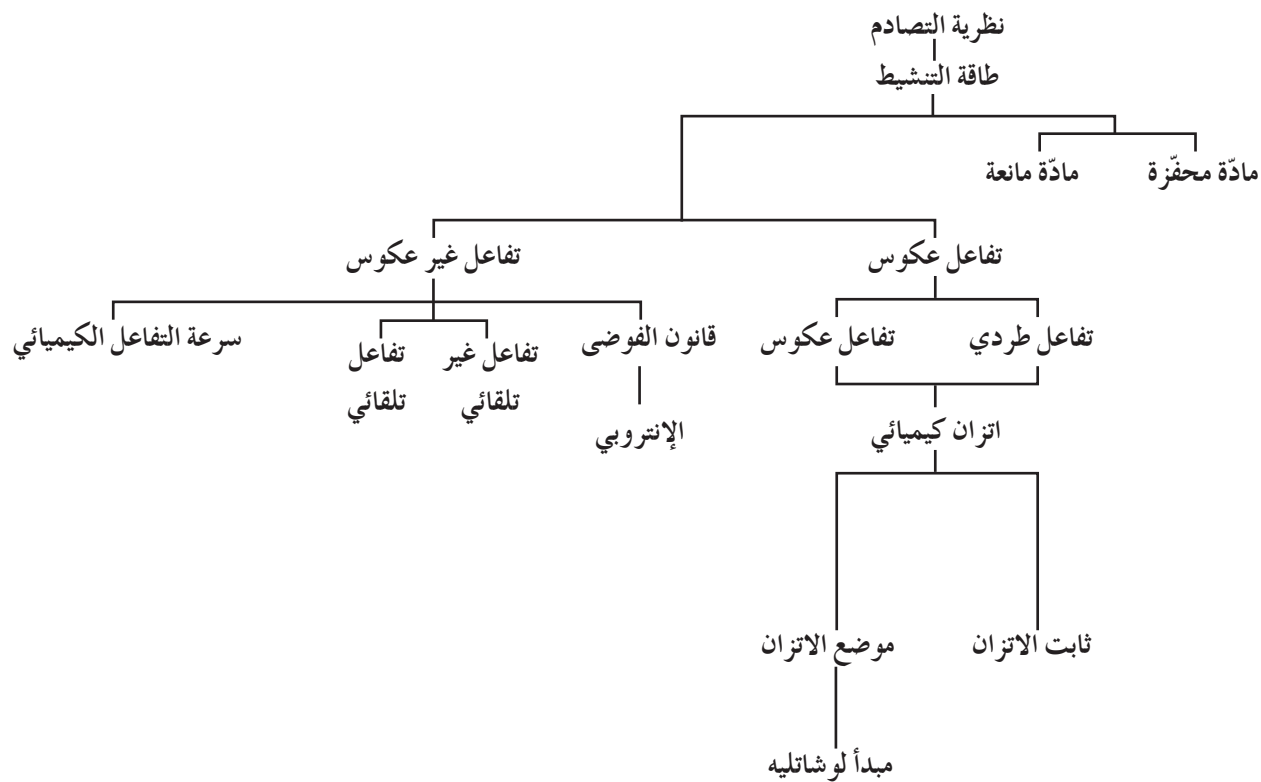 نظرية التصادم
طاقة التنشيط
مادّة محفّزة
مادّة مانعة
تفاعل عكوس
تفاعل غير عكوس
تفاعل طردي
تفاعل عكوس
قانون الفوضى
تفاعل غير
تلقائي
تفاعل
تلقائي
سرعة التفاعل الكيميائي
اتزان كيميائي
الإنتروبي
ثابت الاتزان
موضع الاتزان
مبدأ لوشاتليه